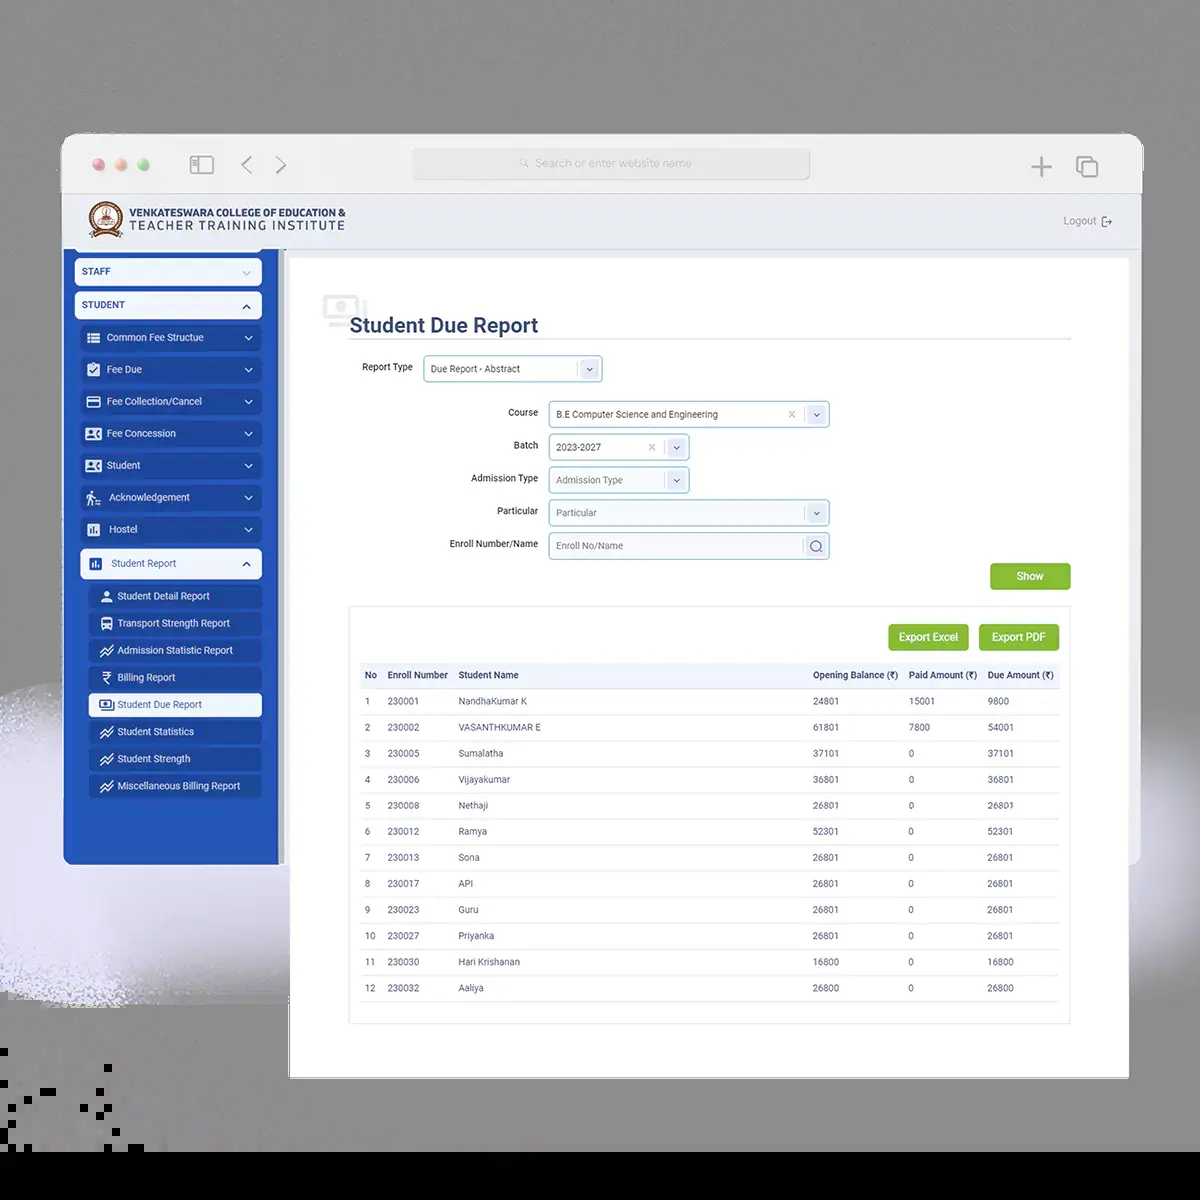 Search or enter website name
VENKATESWARA COLLEGE OF EDUCATION &
TEACHER TRAINING INSTITUTE
Logout
STAFF
STUDENT
Common Fee Structue
Fee Due
Fee Collection/Cancel
Fee Concession
Student
Acknowledgement
Hostel
Student Report
Student Detail Report
Transport Strength Report
Admission Statistic Report
Billing Report
Student Due Report
Student Statistics
Student Strength
Miscellaneous Billing Report
Student Due Report
Report Type Due Report - Abstract
Course B.E Computer Science and Engineering
Batch 2023-2027
Admission Type Admission Type
Particular Particular
Enroll Number/Name Enroll No/Name
Show
Export Excel Export PDF
No Enroll Number Student Name Opening Balance (₹) Paid Amount (₹) Due Amount (₹)
1 230001 NandhaKumar K 24801 15001 9800
2 230002 VASANTHKUMAR E 61801 7800 54001
3 230005 Sumalatha 37101 0 37101
4 230006 Vijayakumar 36801 0 36801
5 230008 Nethaji 26801 0 26801
6 230012 Ramya 52301 0 52301
7 230013 Sona 26801 0 26801
8 230017 API 26801 0 26801
9 230023 Guru 26801 0 26801
10 230027 Priyanka 26801 0 26801
11 230030 Hari Krishanan 16800 0 16800
12 230032 Aaliya 26800 0 26800